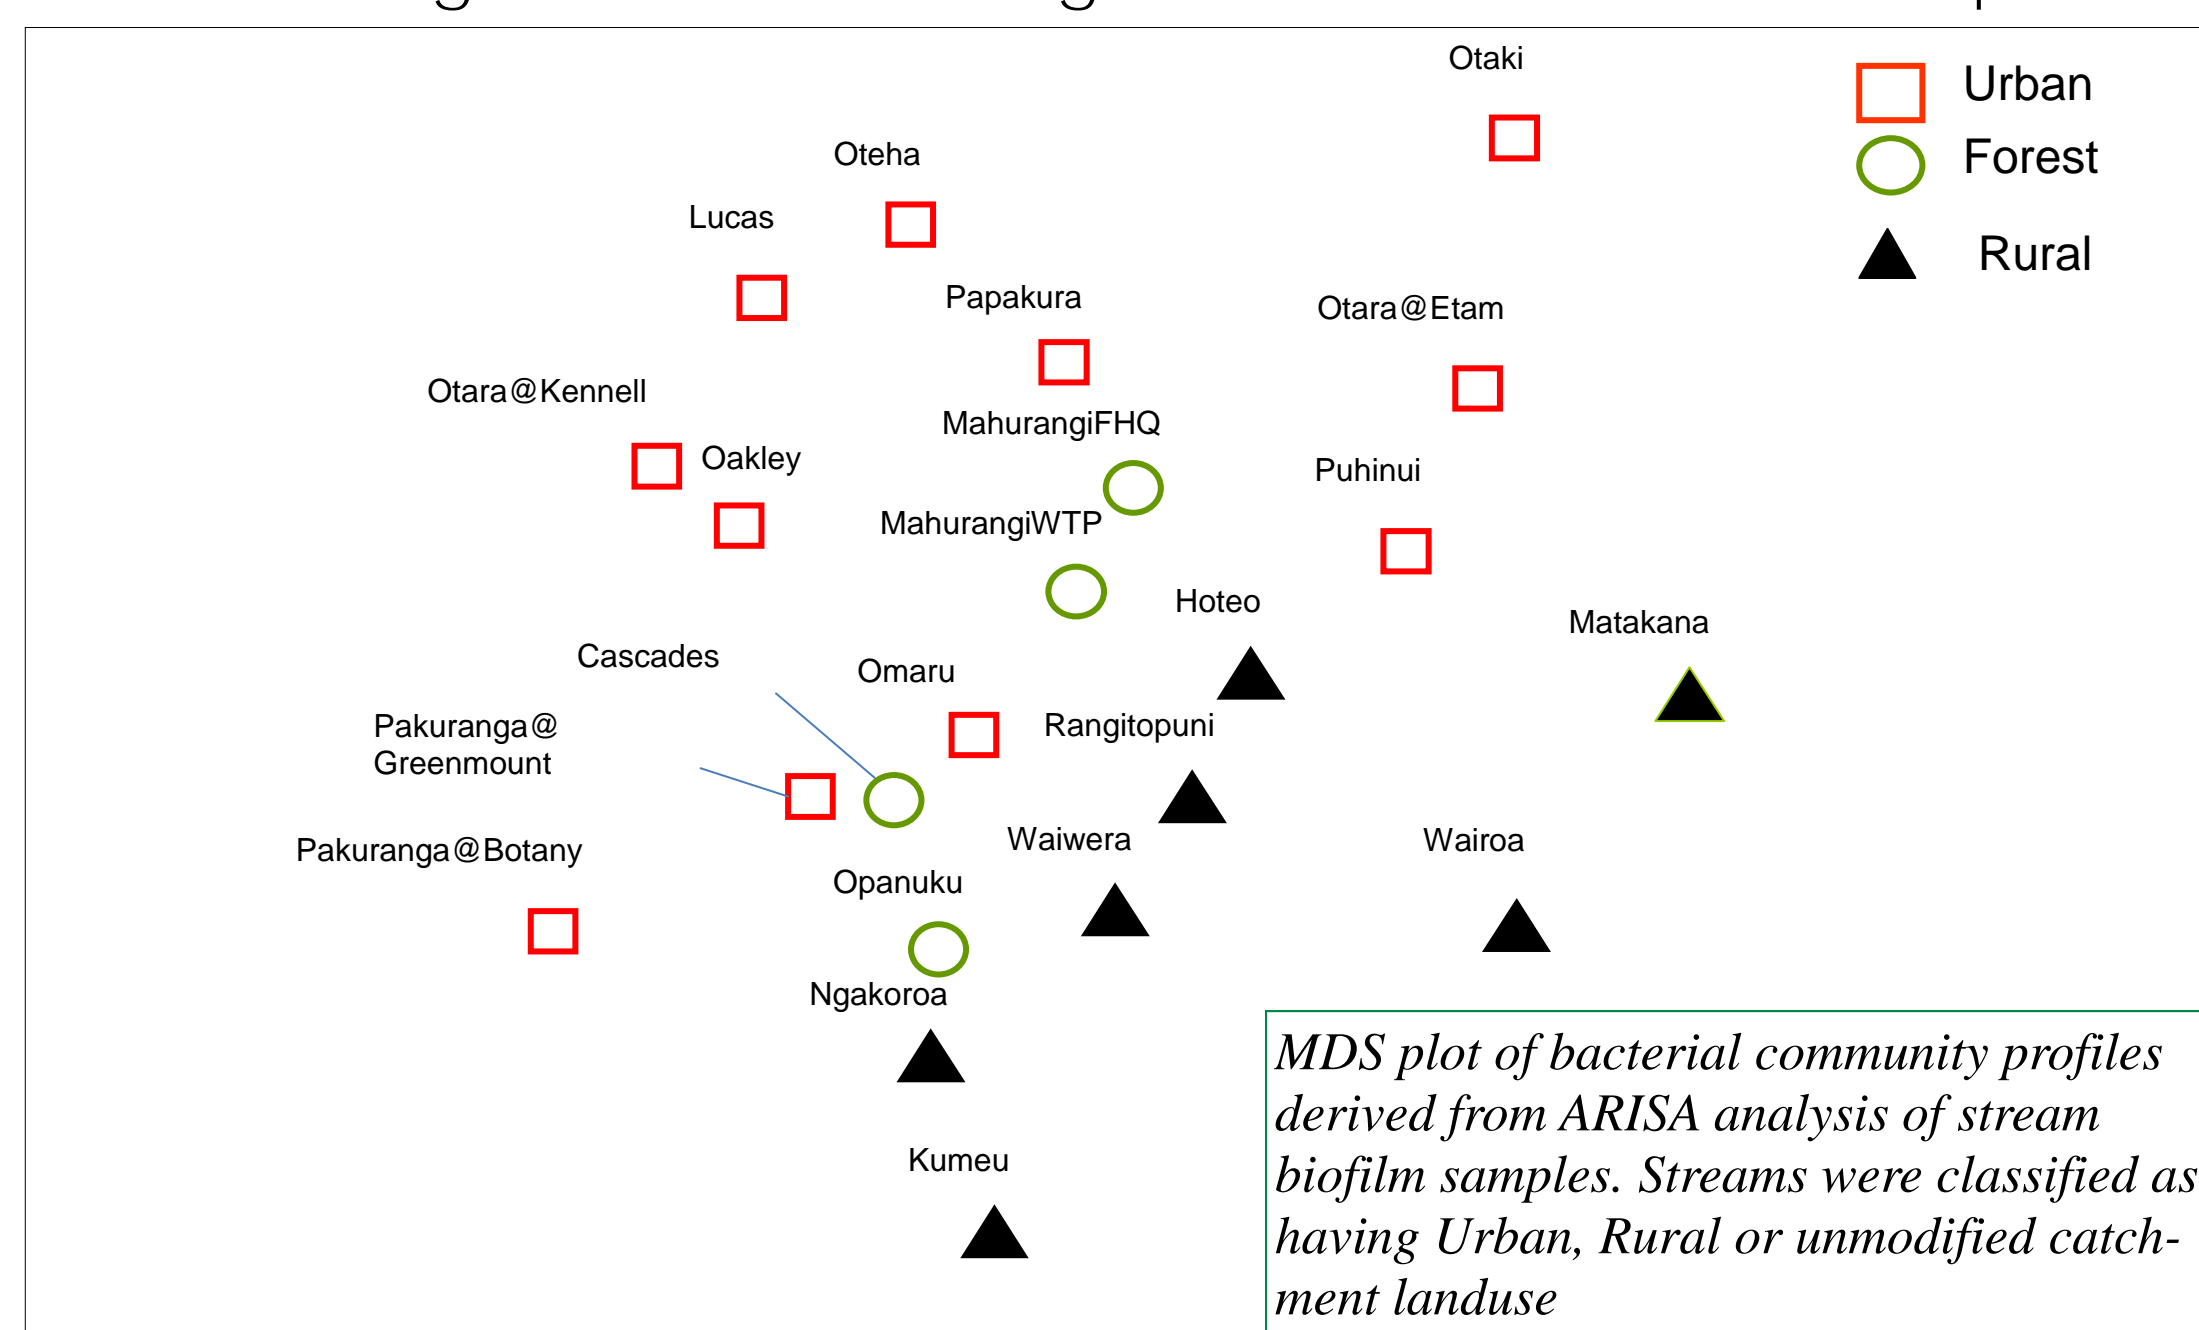 Otaki
Urban
Oteha
Forest
Lucas
Rural
Papakura
Otara@Etam
Otara@Kennell
MahurangiFHQ
Oakley
Puhinui
MahurangiWTP
Hoteo
Matakana
Cascades
Omaru
Pakuranga@
Greenmount
Rangitopuni
Waiwera
Wairoa
Pakuranga@Botany
Opanuku
Ngakoroa
Kumeu
MDS plot of bacterial community profiles
derived from ARISA analysis of stream
biofilm samples. Streams were classified as
having Urban, Rural or unmodified catch-
ment landuse